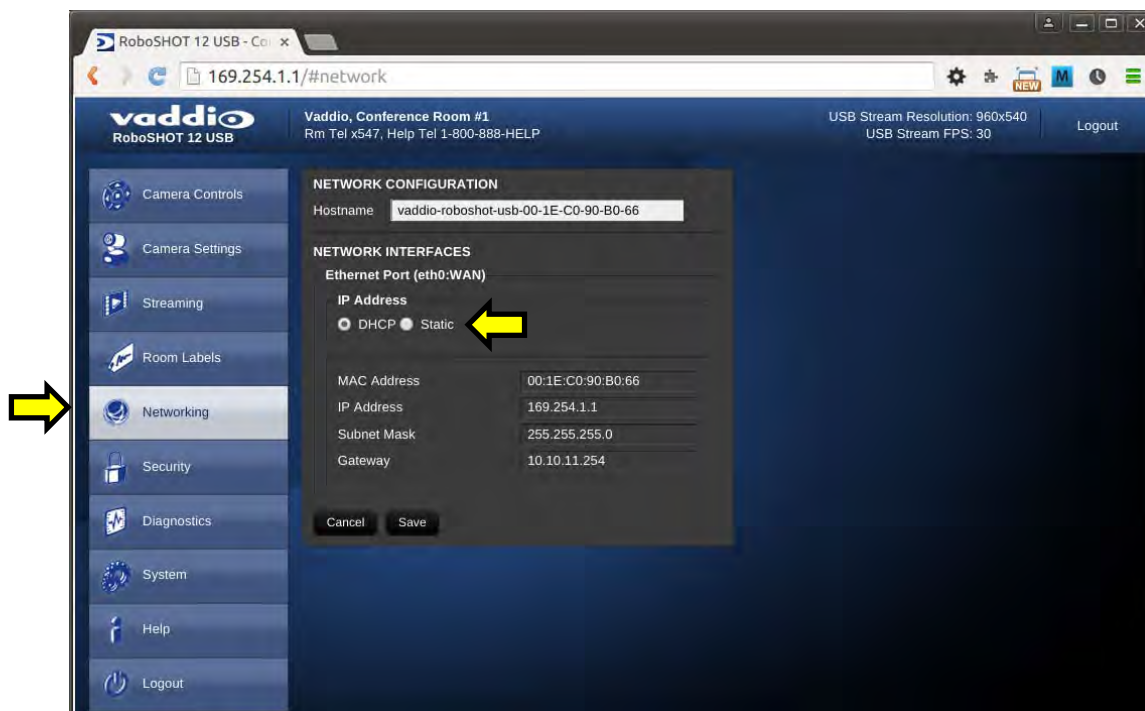 RoboSHOT 12 USB - Co
169.254.1.1/#network
NEW
M
vaddio
RoboSHOT 12 USB
Vaddio, Conference Room #1
Rm Tel x547, Help Tel 1-800-888-HELP
USB Stream Resolution: 960x540
USB Stream FPS: 30
Logout
Camera Controls
Camera Settings
Streaming
Room Labels
Networking
Security
Diagnostics
System
Help
Logout
NETWORK CONFIGURATION
Hostname vaddio-roboshot-usb-00-1E-C0-90-B0-66
NETWORK INTERFACES
Ethernet Port (eth0:WAN)
IP Address
DHCP Static
MAC Address 00:1E:C0:90:B0:66
IP Address 169.254.1.1
Subnet Mask 255.255.255.0
Gateway 10.10.11.254
Cancel Save